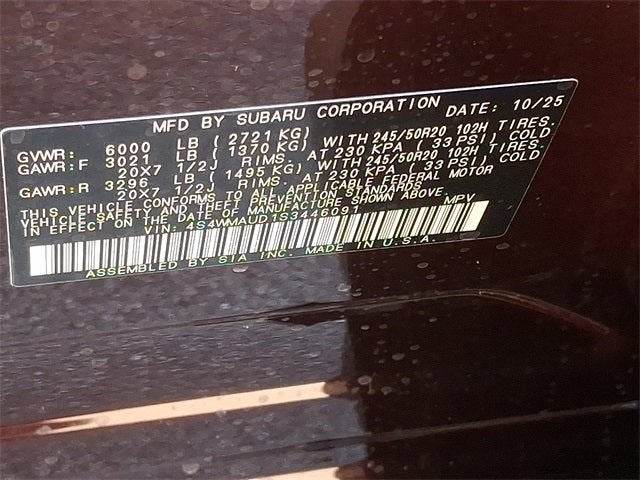 MFD BY SUBARU CORPORATION DATE: 10/25
GVWR: 6000 LB (2721 KG)
GAWR:F 3021 LB (1370 KG) WITH 245/50R20 102H TIRES.
20X7 1/2J RIMS. AT 230 KPA (33 PSI) COLD
GAWR:R 3296 LB (1495 KG) WITH 245/50R20 102H TIRES.
20X7 1/2J RIMS. AT 230 KPA (33 PSI) COLD
THIS VEHICLE CONFORMS TO ALL APPLICABLE FEDERAL MOTOR
VEHICLE SAFETY AND THEFT PREVENTION STANDARDS
IN EFFECT ON THE DATE OF MANUFACTURE SHOWN ABOVE.
VIN: 4S4WMAUD1S3446091 MPV
ASSEMBLED BY SIA INC. MADE IN U.S.A.